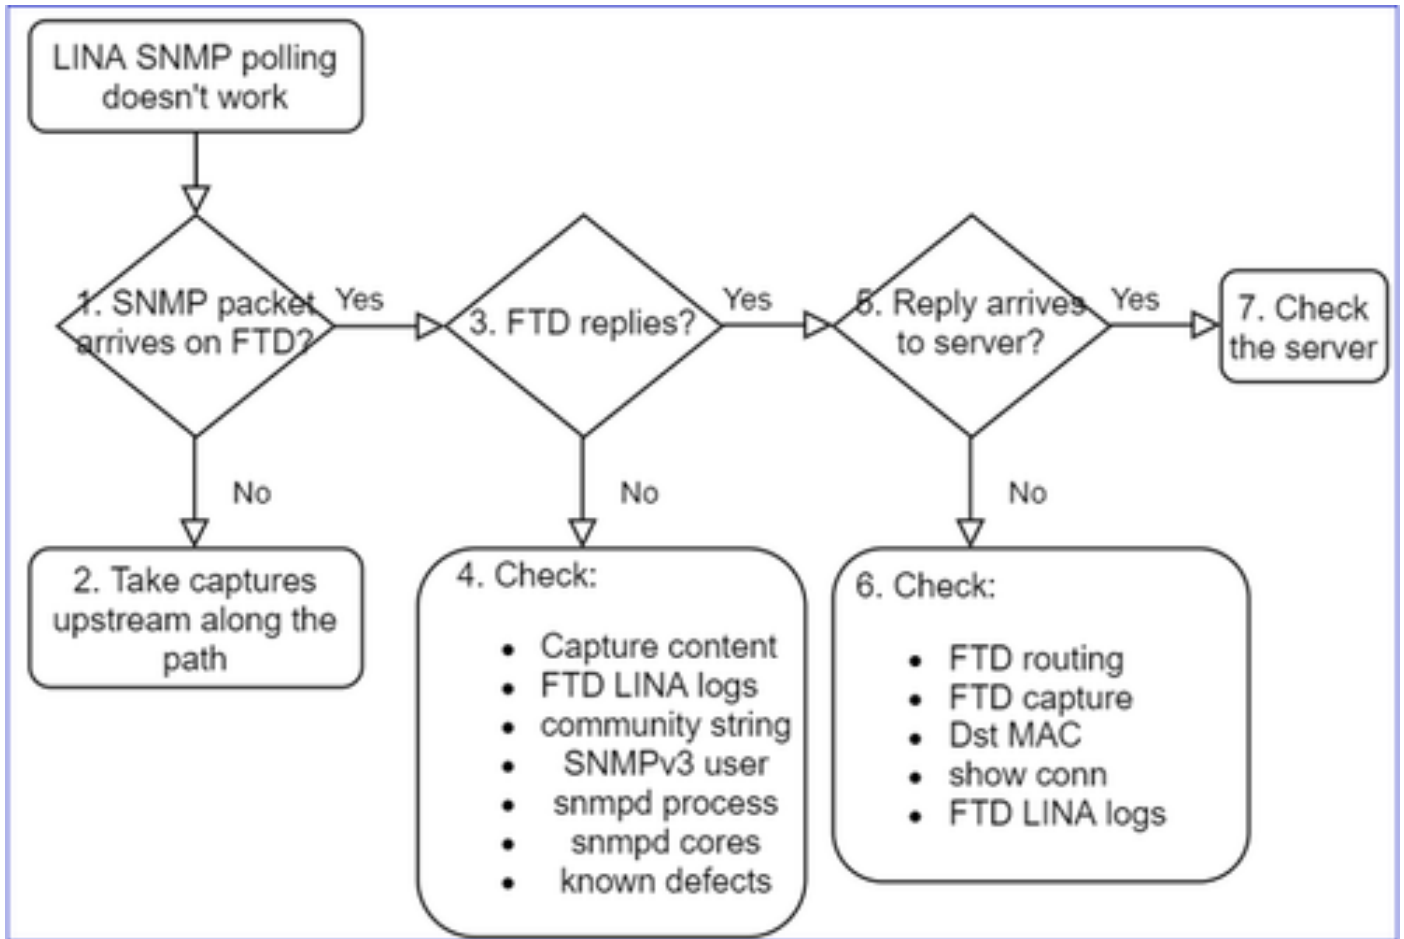 LINA SNMP polling
doesn't work
1. SNMP packet
arrives on FTD?
Yes
No
2. Take captures
upstream along the
path
3. FTD replies?
Yes
No
4. Check:
• Capture content
• FTD LINA logs
• community string
• SNMPv3 user
• snmpd process
• snmpd cores
• known defects
5. Reply arrives
to server?
Yes
No
6. Check:
• FTD routing
• FTD capture
• Dst MAC
• show conn
• FTD LINA logs
7. Check
the server